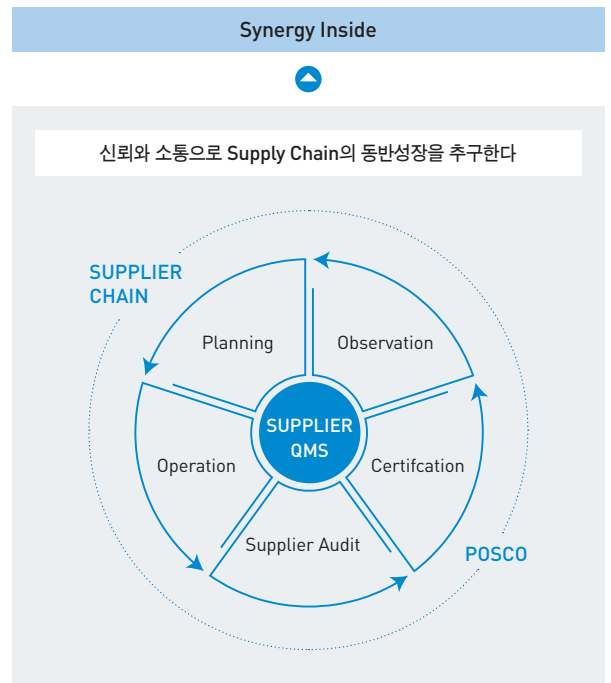 Synergy Inside
신뢰와 소통으로 Supply Chain의 동반성장을 추구한다
SUPPLIER
CHAIN
Planning
Observation
SUPPLIER
QMS
Operation
Certifcation
Supplier Audit
POSCO